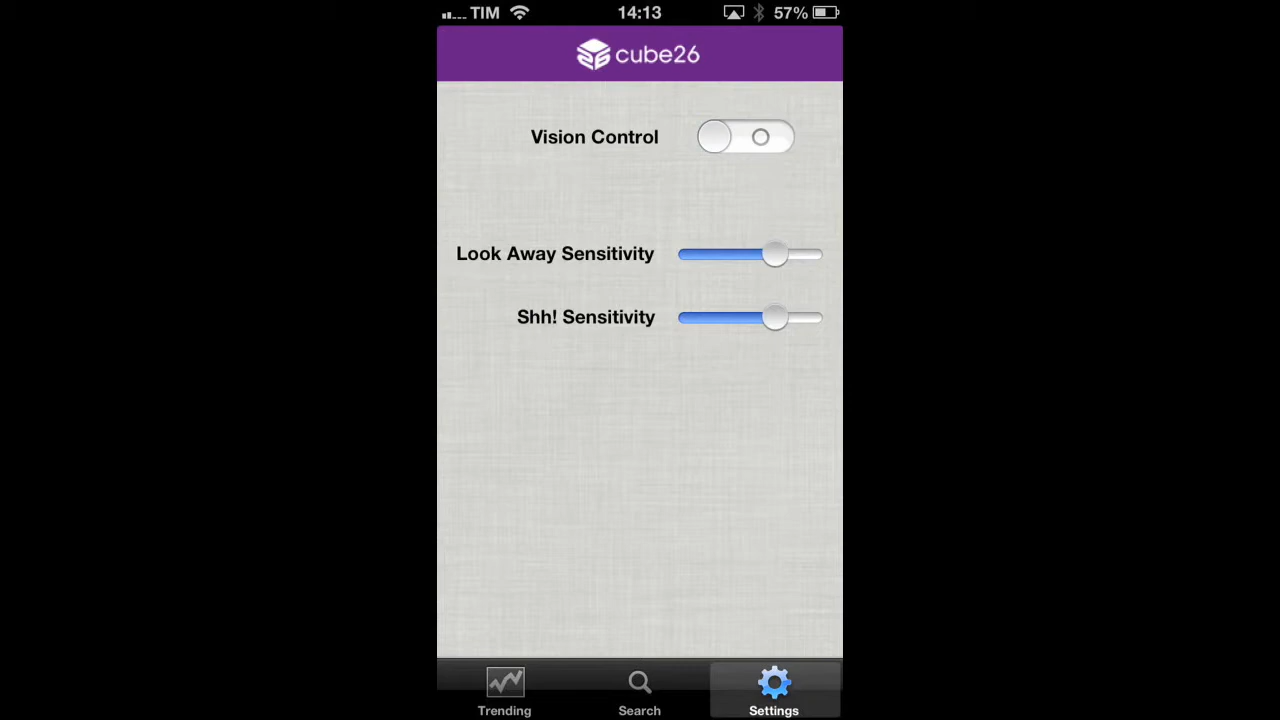 TIM 14:13 57%
cube26
Vision Control
Look Away Sensitivity
Shh! Sensitivity
Trending Search Settings